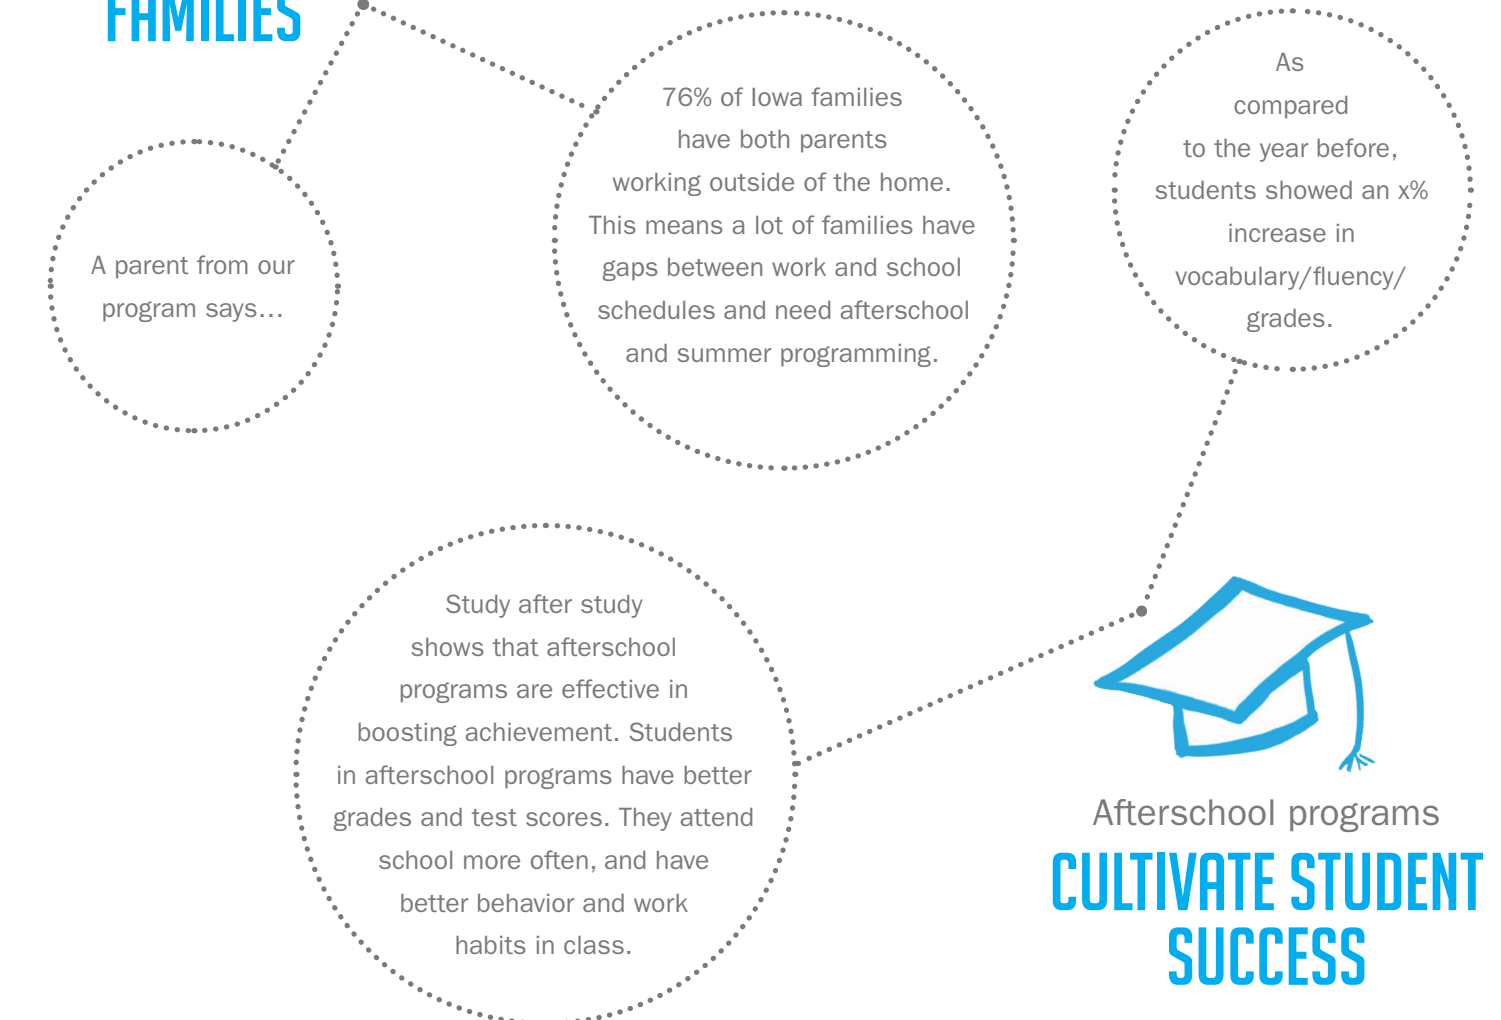 FAMILIES
A parent from our
program says...
76% of Iowa families
have both parents
working outside of the home.
This means a lot of families have
gaps between work and school
schedules and need afterschool
and summer programming.
As
compared
to the year before,
students showed an x%
increase in
vocabulary/fluency/
grades.
Study after study
shows that afterschool
programs are effective in
boosting achievement. Students
in afterschool programs have better
grades and test scores. They attend
school more often, and have
better behavior and work
habits in class.
Afterschool programs
CULTIVATE STUDENT
SUCCESS